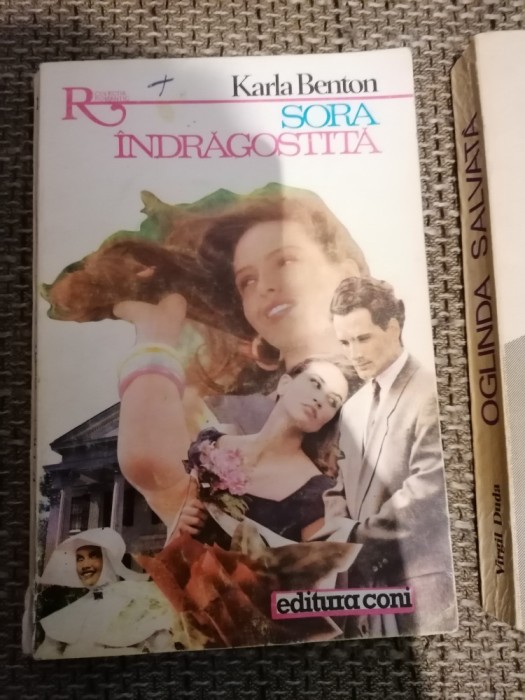 Karla Benton
SORA
ÎNDRĂGOSTITĂ
R
editura coni
OGLINDA SALVATĂ
Virgil Duda